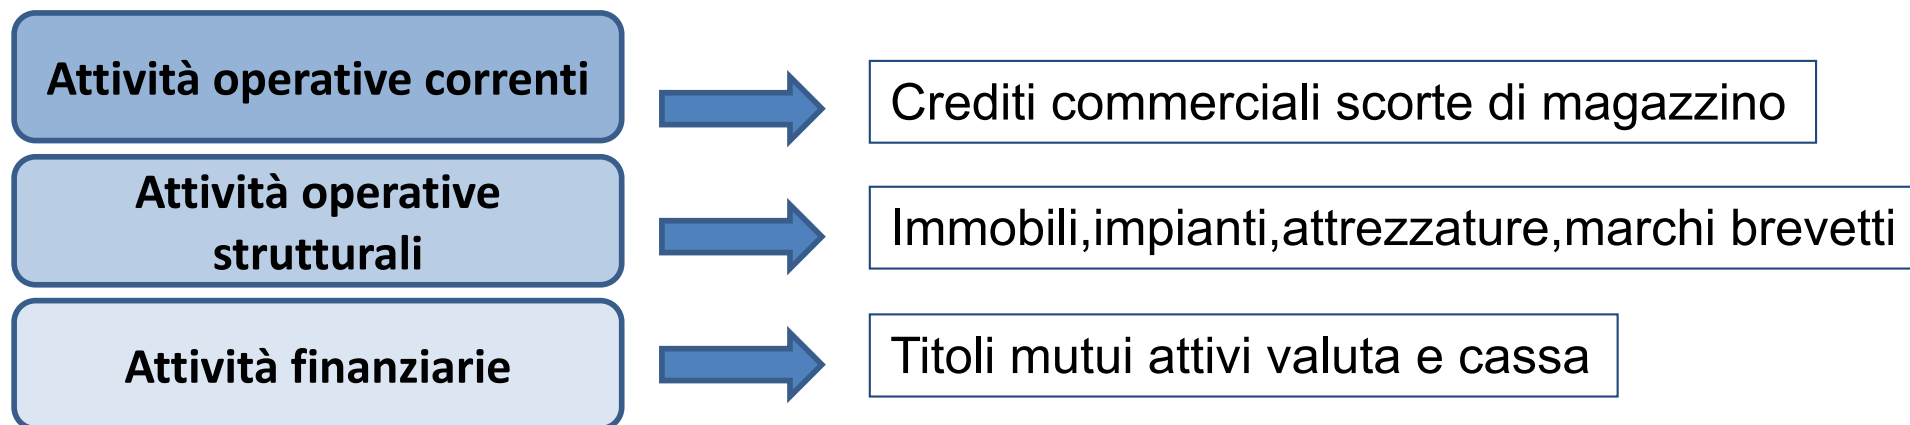 Attività operative correnti
Crediti commerciali scorte di magazzino
Attività operative
strutturali
Immobili,impianti,attrezzature,marchi brevetti
Attività finanziarie
Titoli mutui attivi valuta e cassa